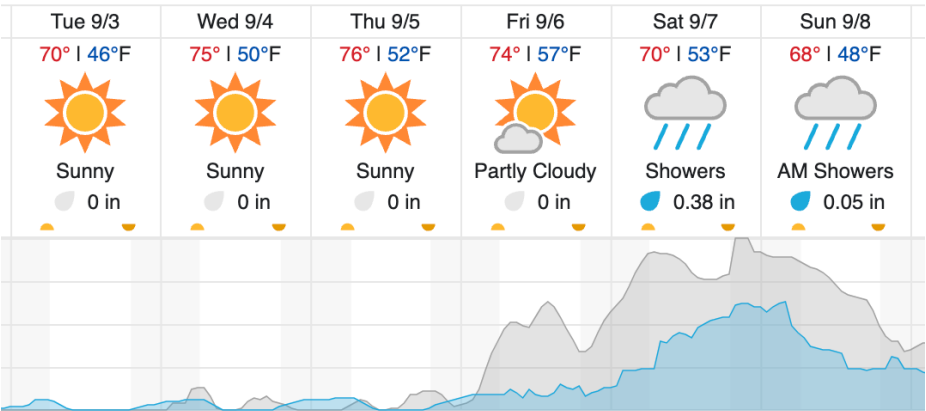 Tue 9/3 Wed 9/4 Thu 9/5 Fri 9/6 Sat 9/7 Sun 9/8
70° | 46°F 75° | 50°F 76° | 52°F 74° | 57°F 70° | 53°F 68° | 48°F
Sunny Sunny Sunny Partly Cloudy Showers AM Showers
0 in 0 in 0 in 0 in 0.38 in 0.05 in